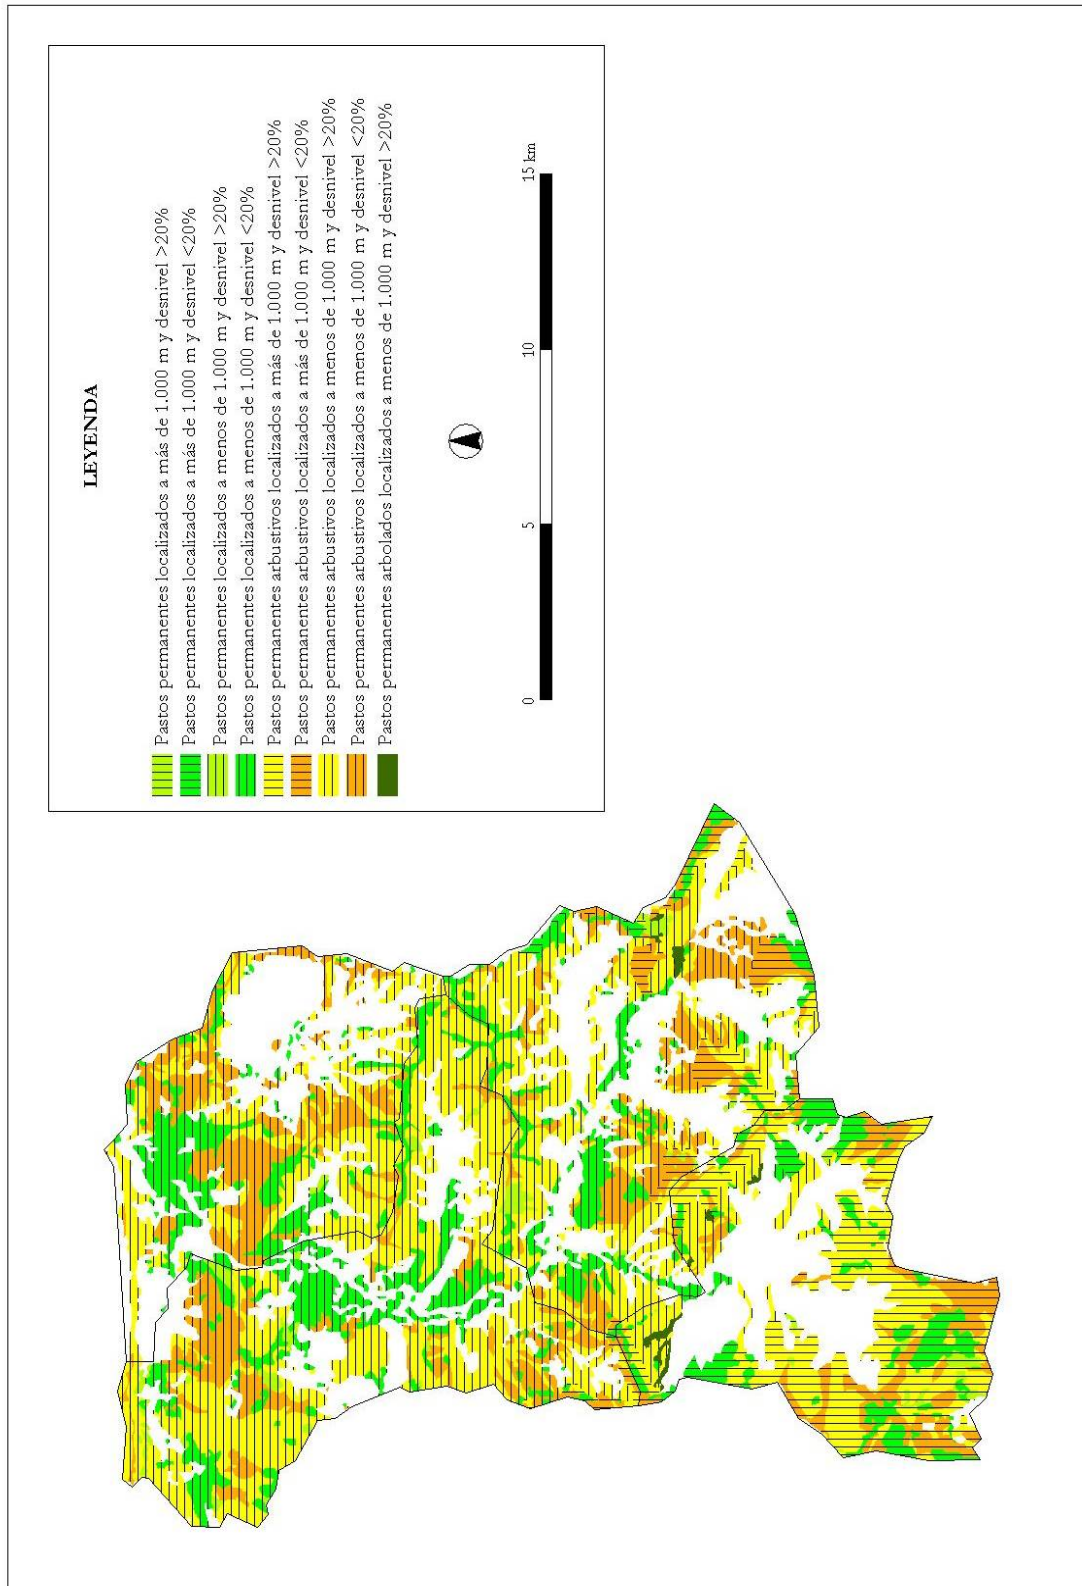 LEYENDA
Pastos permanentes localizados a más de 1.000 m y desnivel >20%
Pastos permanentes localizados a más de 1.000 m y desnivel <20%
Pastos permanentes localizados a menos de 1.000 m y desnivel >20%
Pastos permanentes localizados a menos de 1.000 m y desnivel <20%
Pastos permanentes arbustivos localizados a más de 1.000 m y desnivel >20%
Pastos permanentes arbustivos localizados a más de 1.000 m y desnivel <20%
Pastos permanentes arbustivos localizados a menos de 1.000 m y desnivel >20%
Pastos permanentes arbustivos localizados a menos de 1.000 m y desnivel <20%
Pastos permanentes arbolados localizados a menos de 1.000 m y desnivel >20%
0 5 10 15 km